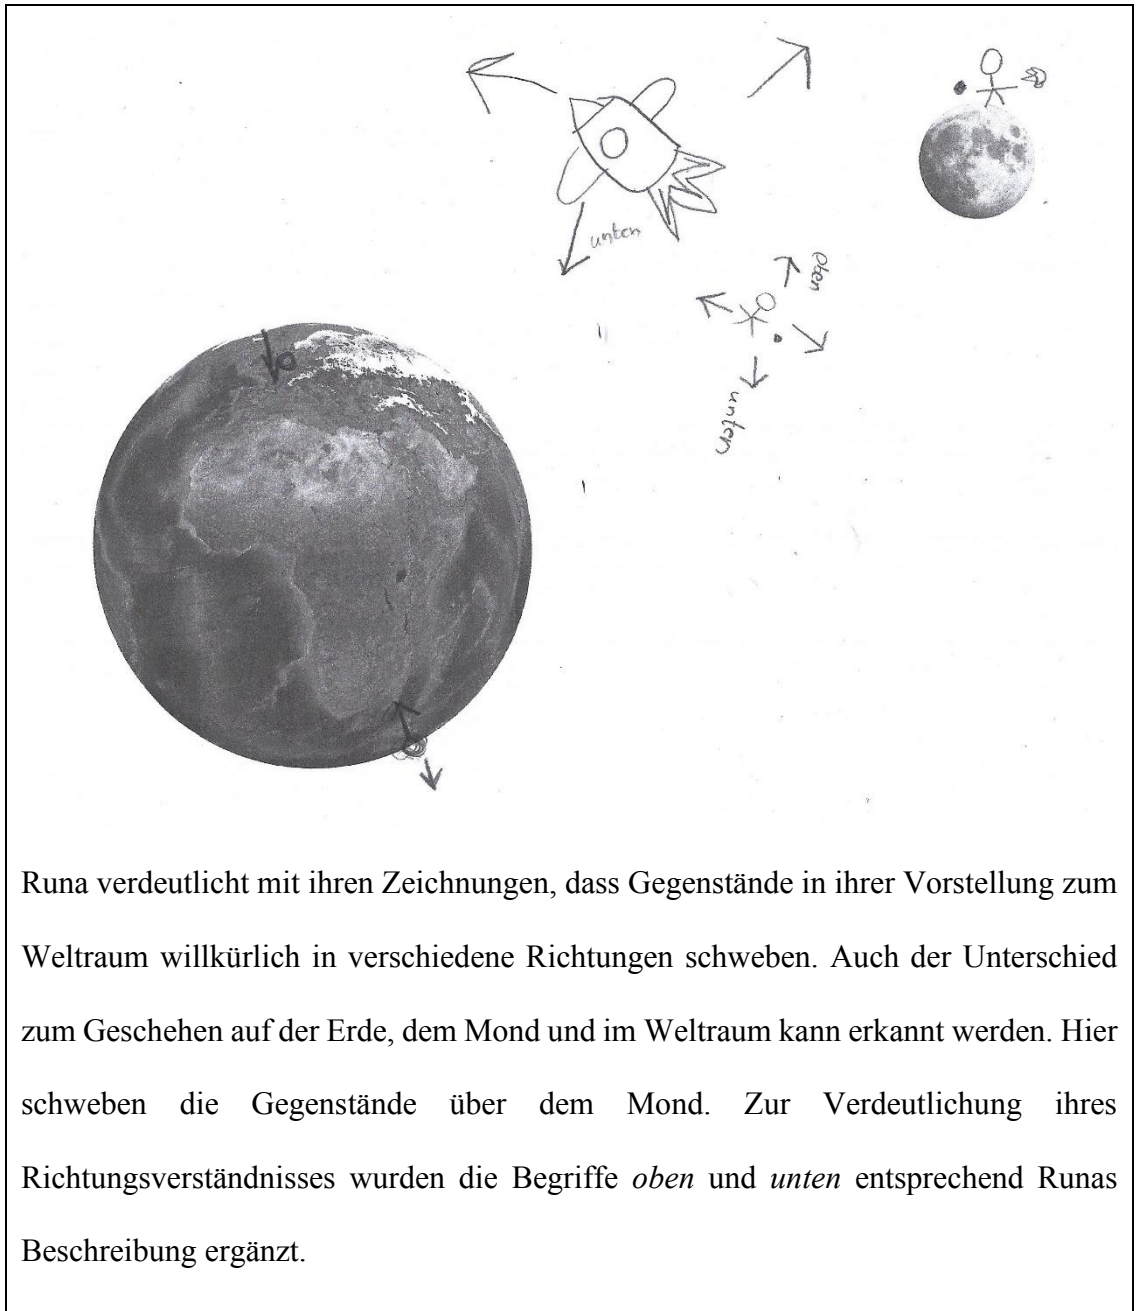 unten
oben
unten
Runa verdeutlicht mit ihren Zeichnungen, dass Gegenstände in ihrer Vorstellung zum
Weltraum willkürlich in verschiedene Richtungen schweben. Auch der Unterschied
zum Geschehen auf der Erde, dem Mond und im Weltraum kann erkannt werden. Hier
schweben die Gegenstände über dem Mond. Zur Verdeutlichung ihres
Richtungsverständnisses wurden die Begriffe oben und unten entsprechend Runas
Beschreibung ergänzt.